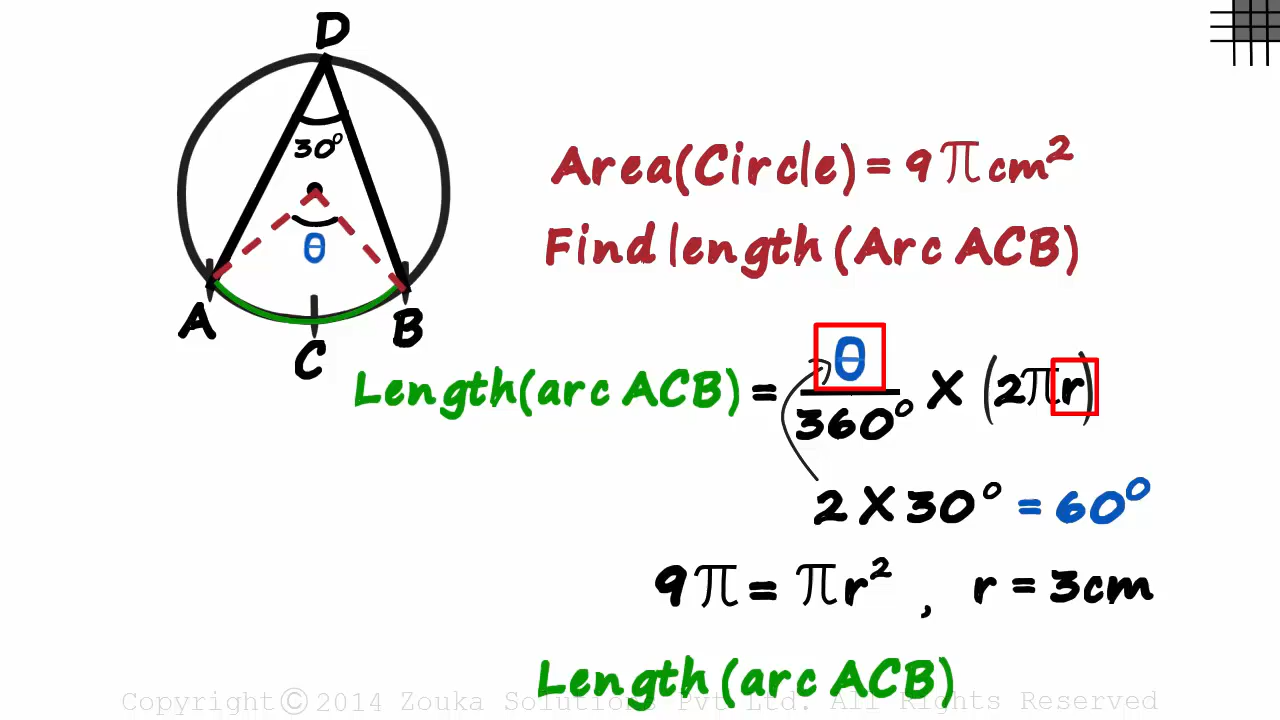 D
30°
θ
A
B
C
Area(Circle) = 9π cm²
Find length (Arc ACB)
Length(arc ACB) = θ/360° X (2πr)
2 X 30° = 60°
9π = πr² , r = 3cm
Length (arc ACB)
Copyright© 2014 Zouka Solutions Pvt Ltd. All Rights Reserved